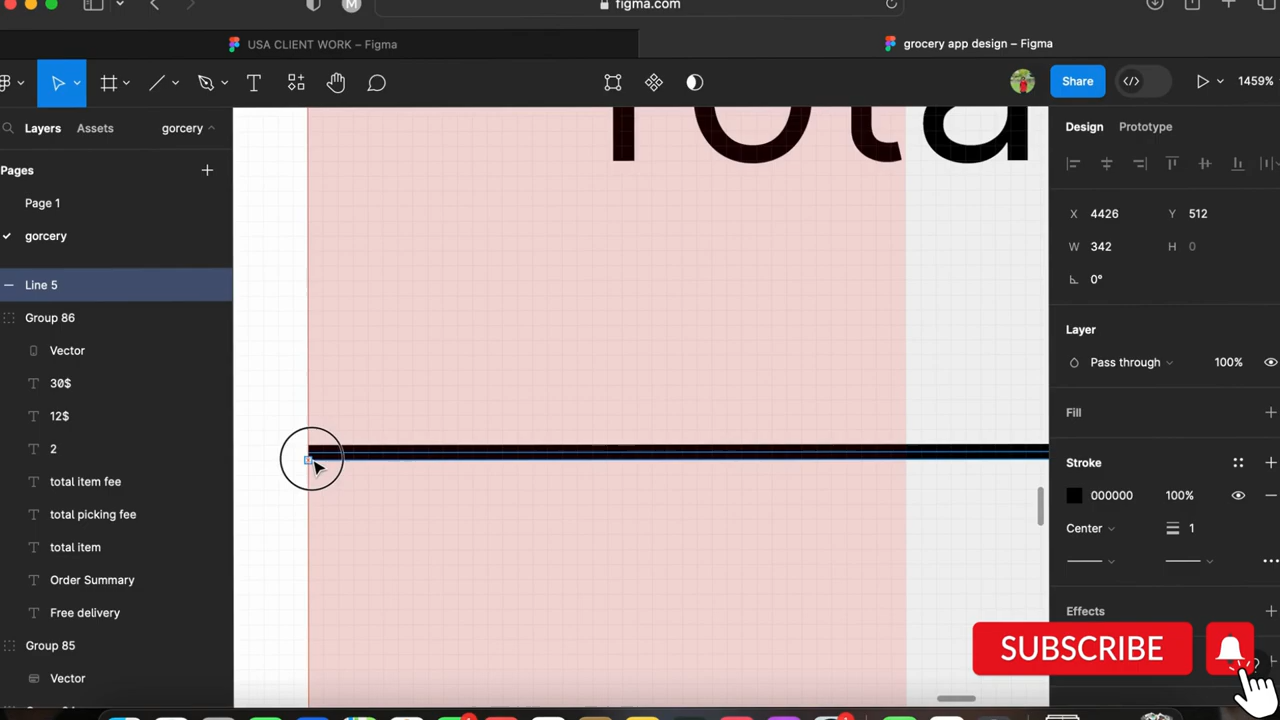 M
figma.com
USA CLIENT WORK – Figma
grocery app design – Figma
Share
1459%
Layers
Assets
gorcery
Design
Prototype
Pages
Page 1
gorcery
X 4426 Y 512
W 342 H 0
0°
Line 5
Group 86
Vector
30$
12$
2
total item fee
total picking fee
total item
Order Summary
Free delivery
Group 85
Vector
Tota
Layer
Pass through 100%
Fill
Stroke
000000 100%
Center 1
Effects
SUBSCRIBE